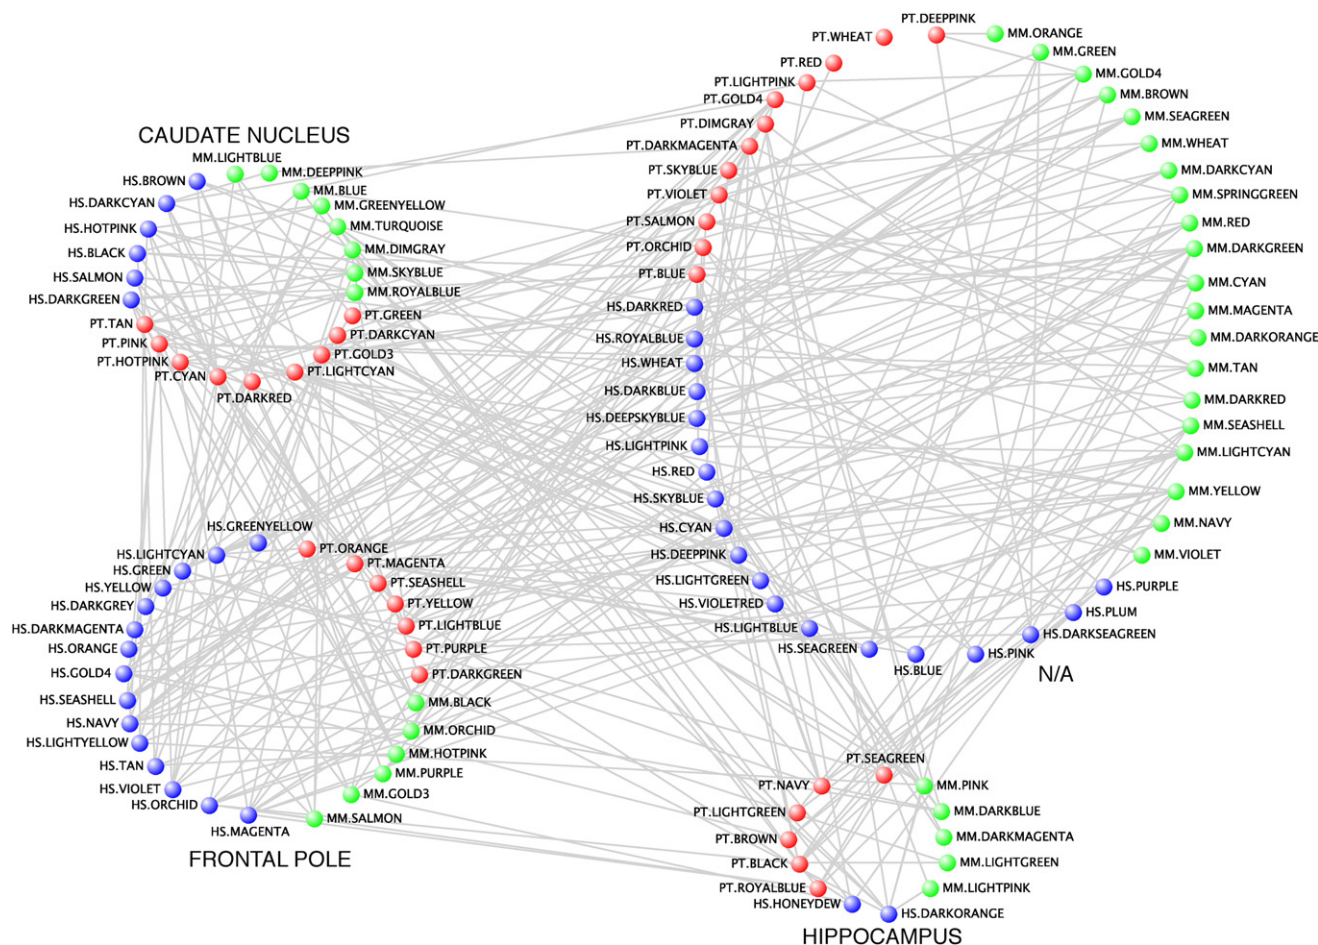 CAUDATE NUCLEUS
MM.LIGHTBLUE
MM.DEEPPINK
HS.BROWN
MM.BLUE
HS.DARKCYAN
MM.GREENYELLOW
HS.HOTPINK
MM.TURQUOISE
HS.BLACK
MM.DIMGRAY
HS.SALMON
MM.SKYBLUE
HS.DARKGREEN
MM.ROYALBLUE
PT.TAN
PT.GREEN
PT.PINK
PT.DARKCYAN
PT.HOTPINK
PT.GOLD3
PT.CYAN
PT.LIGHTCYAN
PT.DARKRED
HS.GREENYELLOW
PT.ORANGE
HS.LIGHTCYAN
PT.MAGENTA
HS.GREEN
PT.SEASHELL
HS.YELLOW
PT.YELLOW
HS.DARKGREY
PT.LIGHTBLUE
HS.DARKMAGENTA
PT.PURPLE
HS.ORANGE
PT.DARKGREEN
HS.GOLD4
MM.BLACK
HS.SEASHELL
MM.ORCHID
HS.NAVY
MM.HOTPINK
HS.LIGHTYELLOW
MM.PURPLE
HS.TAN
MM.GOLD3
HS.VIOLET
HS.ORCHID
MM.SALMON
HS.MAGENTA
FRONTAL POLE
PT.DEEPPINK
PT.WHEAT
MM.ORANGE
MM.GREEN
PT.RED
MM.GOLD4
PT.LIGHTPINK
MM.BROWN
PT.GOLD4
MM.SEAGREEN
PT.DIMGRAY
MM.WHEAT
PT.DARKMAGENTA
MM.DARKCYAN
PT.SKYBLUE
MM.SPRINGGREEN
PT.VIOLET
MM.RED
PT.SALMON
MM.DARKGREEN
PT.ORCHID
MM.CYAN
PT.BLUE
MM.MAGENTA
HS.DARKRED
MM.DARKORANGE
HS.ROYALBLUE
MM.TAN
HS.WHEAT
MM.DARKRED
HS.DARKBLUE
MM.SEASHELL
HS.DEEPSKYBLUE
MM.LIGHTCYAN
HS.LIGHTPINK
MM.YELLOW
HS.RED
MM.NAVY
HS.SKYBLUE
MM.VIOLET
HS.CYAN
HS.PURPLE
HS.DEEPPINK
HS.PLUM
HS.LIGHTGREEN
HS.DARKSEAGREEN
HS.VIOLETRED
HS.PINK
HS.LIGHTBLUE
HS.SEAGREEN
HS.BLUE
N/A
PT.SEAGREEN
PT.NAVY
MM.PINK
PT.LIGHTGREEN
MM.DARKBLUE
PT.BROWN
MM.DARKMAGENTA
PT.BLACK
MM.LIGHTGREEN
PT.ROYALBLUE
MM.LIGHTPINK
HS.HONEYDEW
HS.DARKORANGE
HIPPOCAMPUS